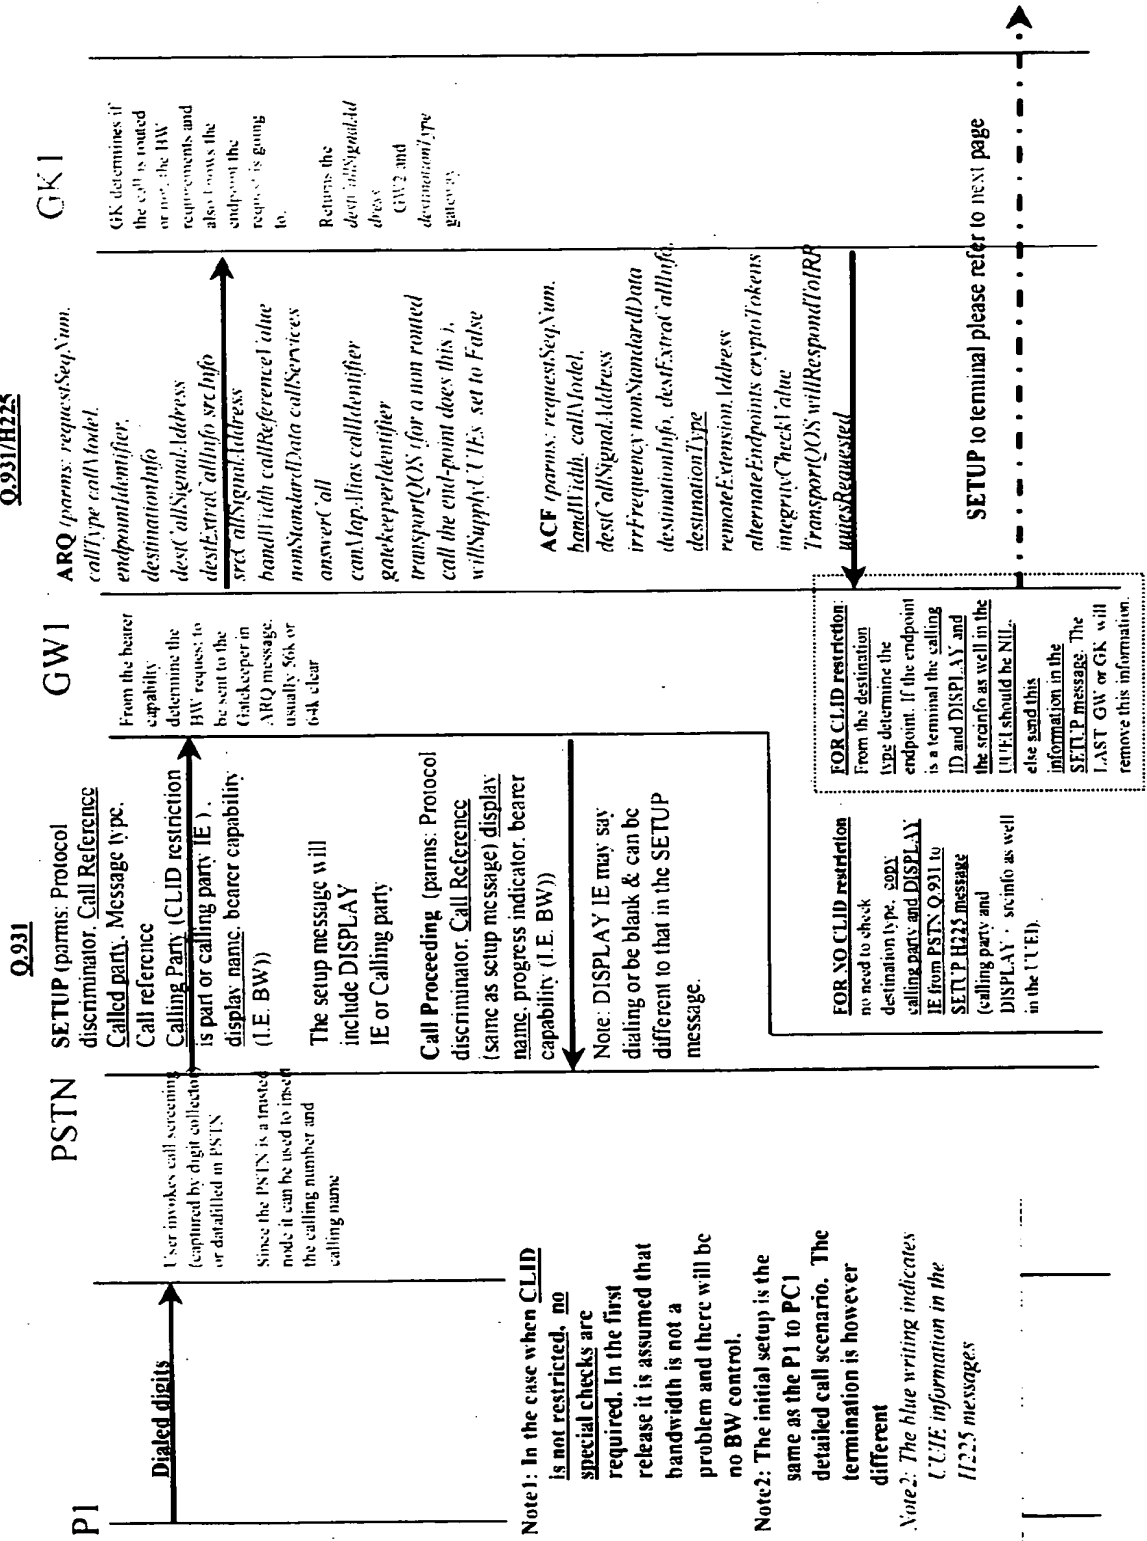 Q.931
Q.931/H225
P1
PSTN
GW1
GK1
Dialed digits
User invokes call screening
(captured by digit collector
or datafilled in PSTN
Since the PSTN is a trusted
node it can be used to insert
the calling number and
calling name
SETUP (parms: Protocol
discriminator, Call Reference
Called party, Message type,
Call reference
Calling Party (CLID restriction
is part or calling party IE ),
display name, bearer capability
(I.E. BW))
The setup message will
include DISPLAY
IE or Calling party
Call Proceeding (parms: Protocol
discriminator, Call Reference
(same as setup message) display
name, progress indicator, bearer
capability (I.E. BW))
Note: DISPLAY IE may say
dialing or be blank & can be
different to that in the SETUP
message.
From the bearer
capability
determine the
BW request to
be sent to the
Gatekeeper in
ARQ message.
usually 56k or
64k clear
ARQ (parms: requestSeqNum,
callType callModel,
endpointIdentifier,
destinationInfo
destCallSignalAddress
destExtraCallInfo srcInfo
srcCallSignalAddress
bandWidth callReferenceValue
nonStandardData callServices
answerCall
canMapAlias callIdentifier
gatekeeperIdentifier
transportQOS (for a non routed
call the end-point does this ),
willSupplyUUIEs set to False
GK determines if
the call is routed
or not, the BW
requirements and
also knows the
endpoint the
request is going
to.
Returns the
destCallSignalAd
dress
GW2 and
destinationType
gateway
ACF (parms: requestSeqNum,
bandWidth, callModel,
destCallSignalAddress
irrFrequency nonStandardData
destinationInfo, destExtraCallInfo,
destinationType
remoteExtensionAddress
alternateEndpoints cryptoTokens
integrityCheckValue
TransportQOS willRespondToIRR
uuiesRequested
FOR NO CLID restriction
no need to check
destination type, copy
calling party and DISPLAY
IE from PSTN Q.931 to
SETUP H225 message
(calling party and
DISPLAY + srcinfo as well
in the UUEI).
FOR CLID restriction:
From the destination
type determine the
endpoint. If the endpoint
is a terminal the calling
ID and DISPLAY and
the srcinfo as well in the
UUEI should the NIL,
else send this
information in the
SETUP message. The
LAST GW or GK will
remove this information.
SETUP to terminal please refer to next page
Note1: In the case when CLID
is not restricted, no
special checks are
required. In the first
release it is assumed that
bandwidth is not a
problem and there will be
no BW control.
Note2: The initial setup is the
same as the P1 to PC1
detailed call scenario. The
termination is however
different
Note2: The blue writing indicates
UUIE information in the
H225 messages